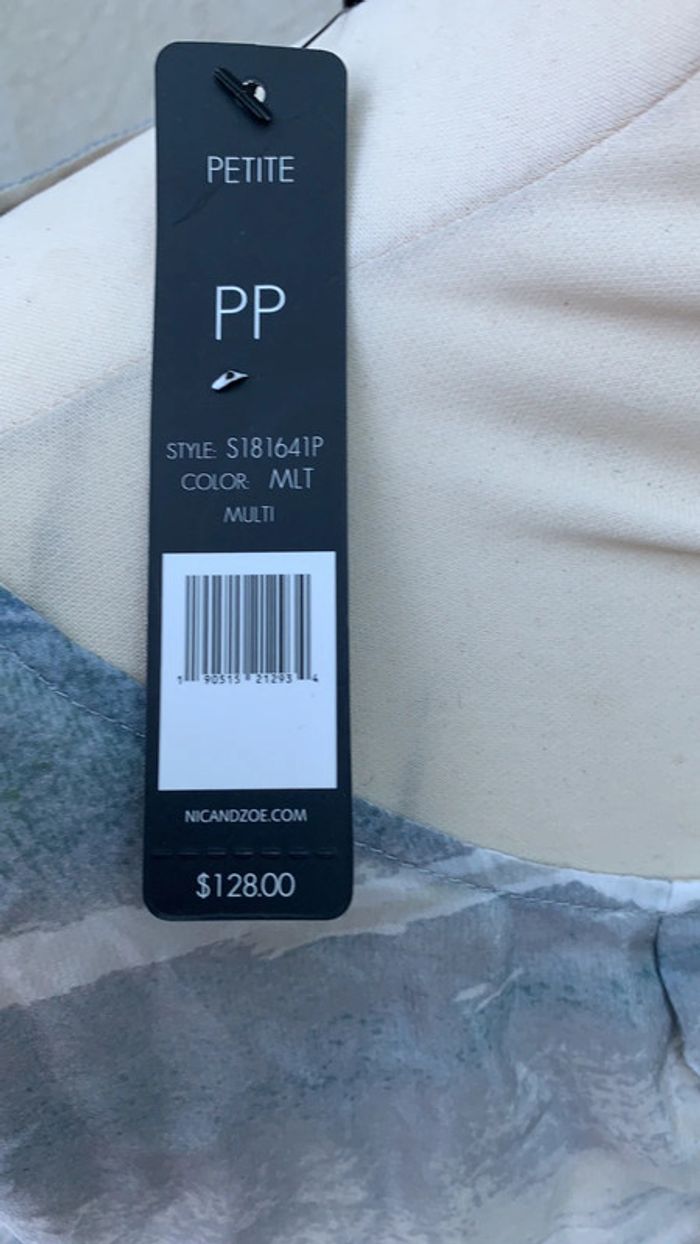 PETITE
PP
STYLE: S181641P
COLOR: MLT
MULTI
1 90515 21293 4
NICANDZOE.COM
$128.00